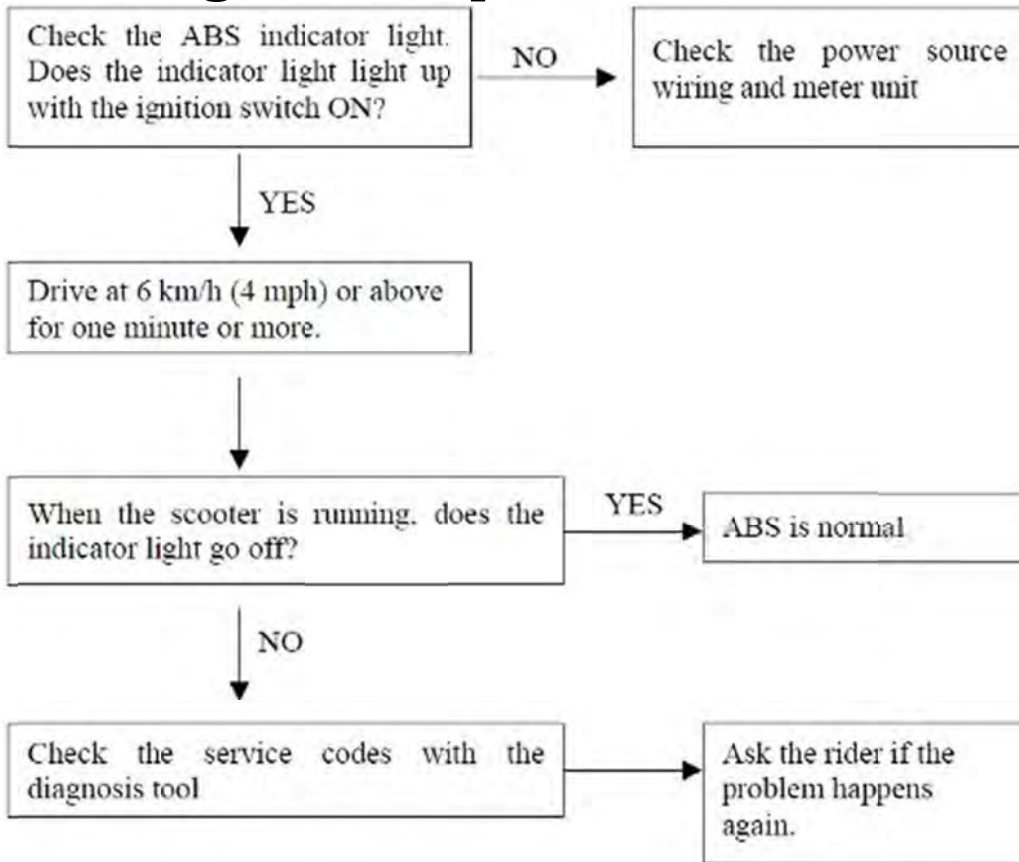 Check the ABS indicator light.
Does the indicator light light up
with the ignition switch ON?
NO
Check the power source
wiring and meter unit
YES
Drive at 6 km/h (4 mph) or above
for one minute or more.
When the scooter is running. does the
indicator light go off?
YES
ABS is normal
NO
Check the service codes with the
diagnosis tool
Ask the rider if the
problem happens
again.